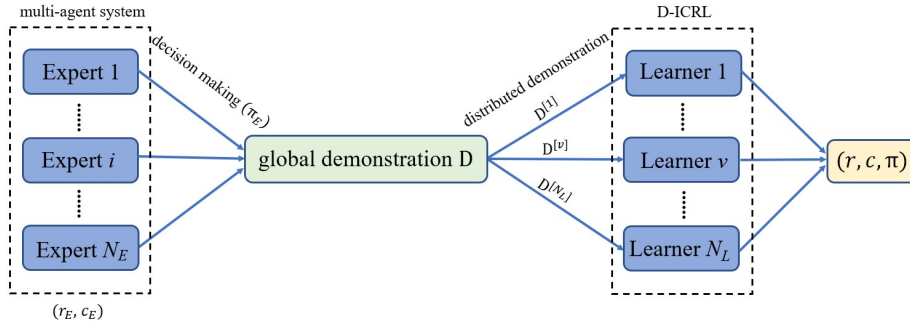 multi-agent system
Expert 1
Expert i
Expert N_E
(r_E, c_E)
decision making (π_E)
global demonstration D
distributed demonstration
D^[1]
D^[v]
D^[N_L]
D-ICRL
Learner 1
Learner v
Learner N_L
(r, c, π)